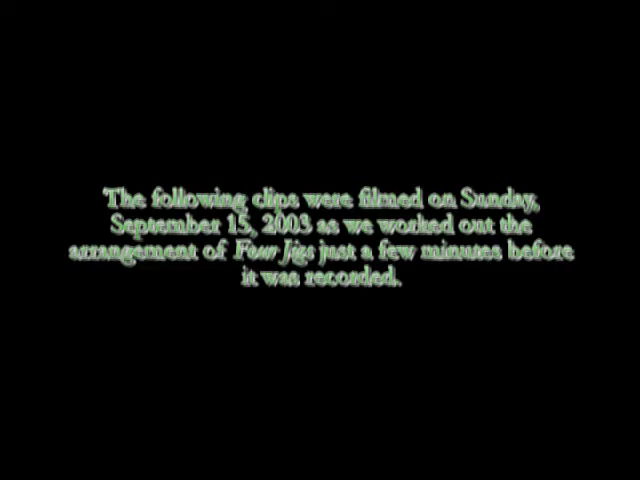 The following clips were filmed on Sunday,
September 15, 2003 as we worked out the
arrangement of Four Jigs just a few minutes before
it was recorded.